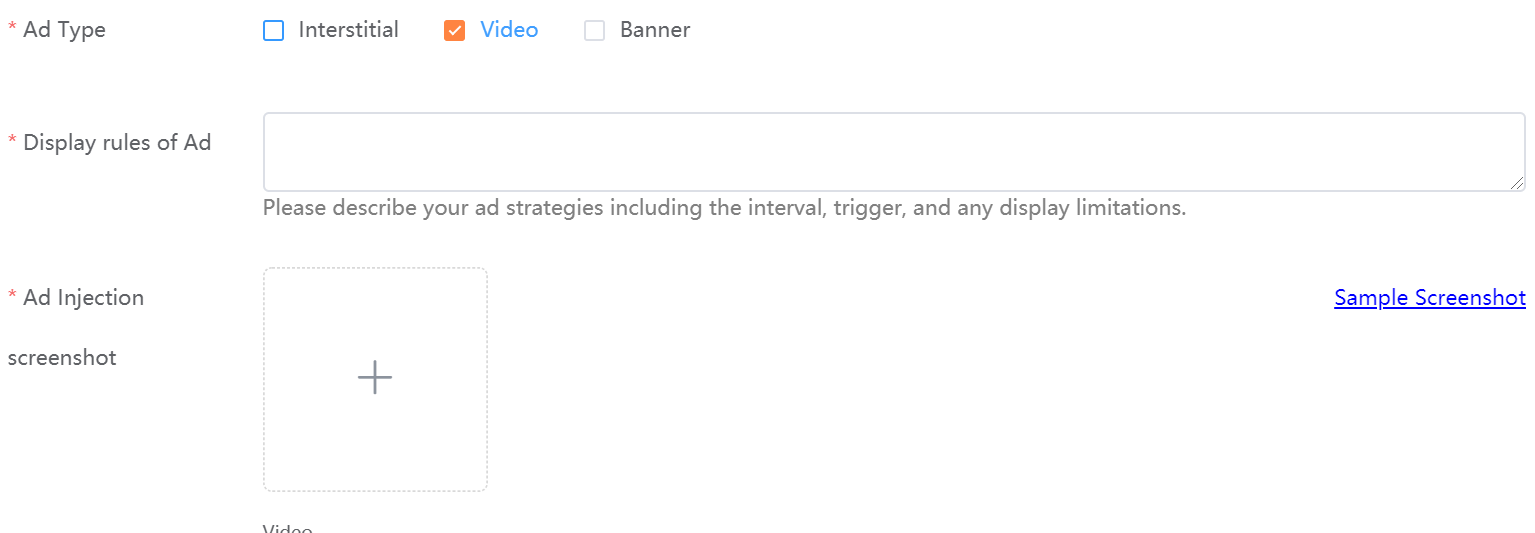 * Ad Type Interstitial Video Banner
* Display rules of Ad
Please describe your ad strategies including the interval, trigger, and any display limitations.
* Ad Injection Sample Screenshot
screenshot
Video